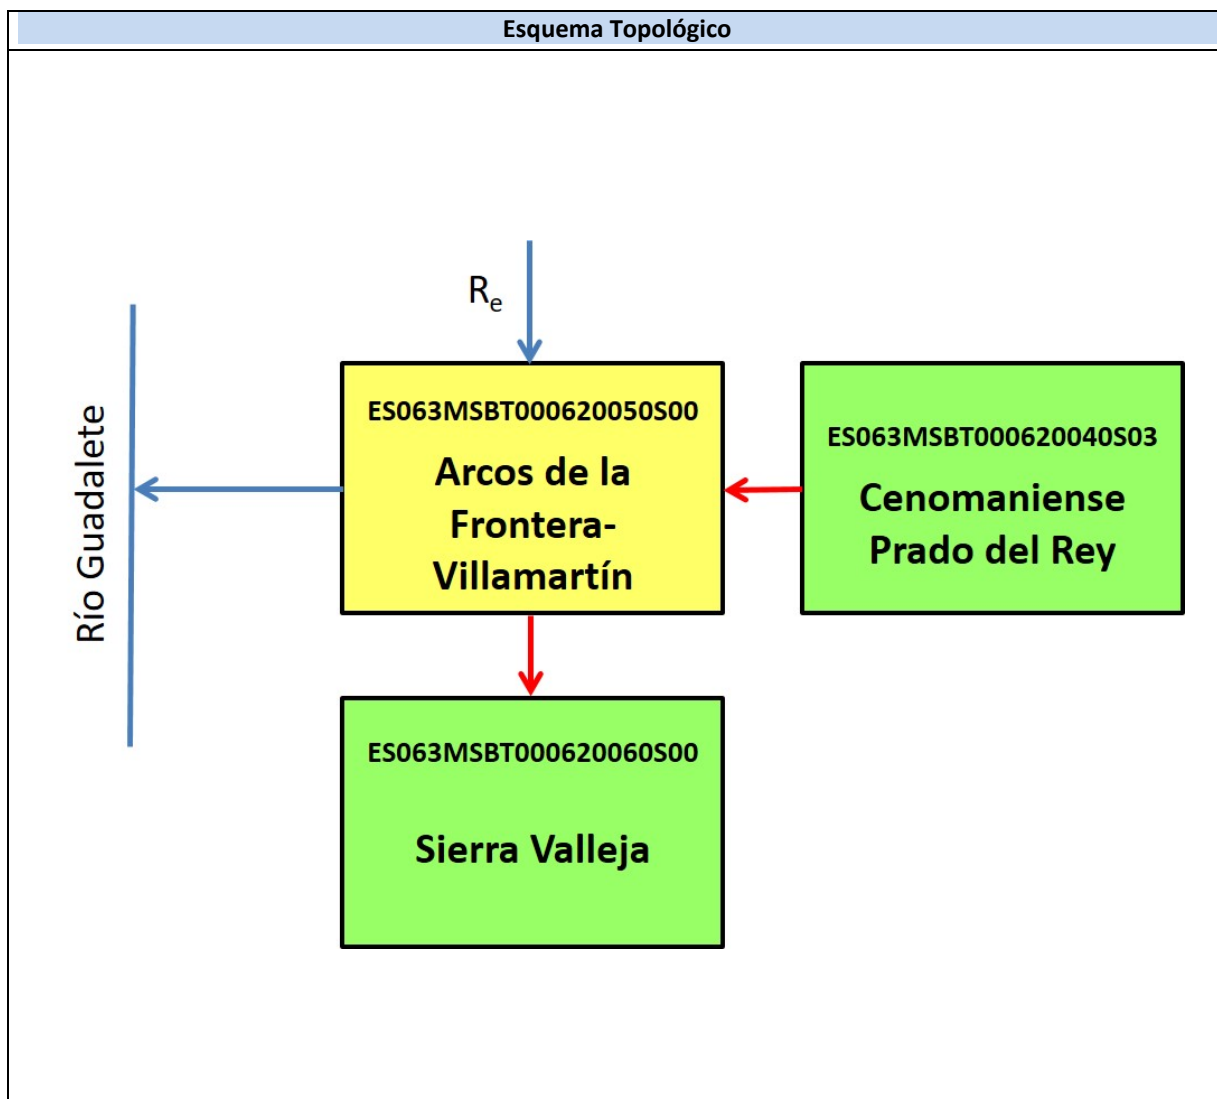 Esquema Topológico
Re
Río Guadalete
ES063MSBT000620050S00
Arcos de la
Frontera-
Villamartín
ES063MSBT000620040S03
Cenomaniense
Prado del Rey
ES063MSBT000620060S00
Sierra Valleja